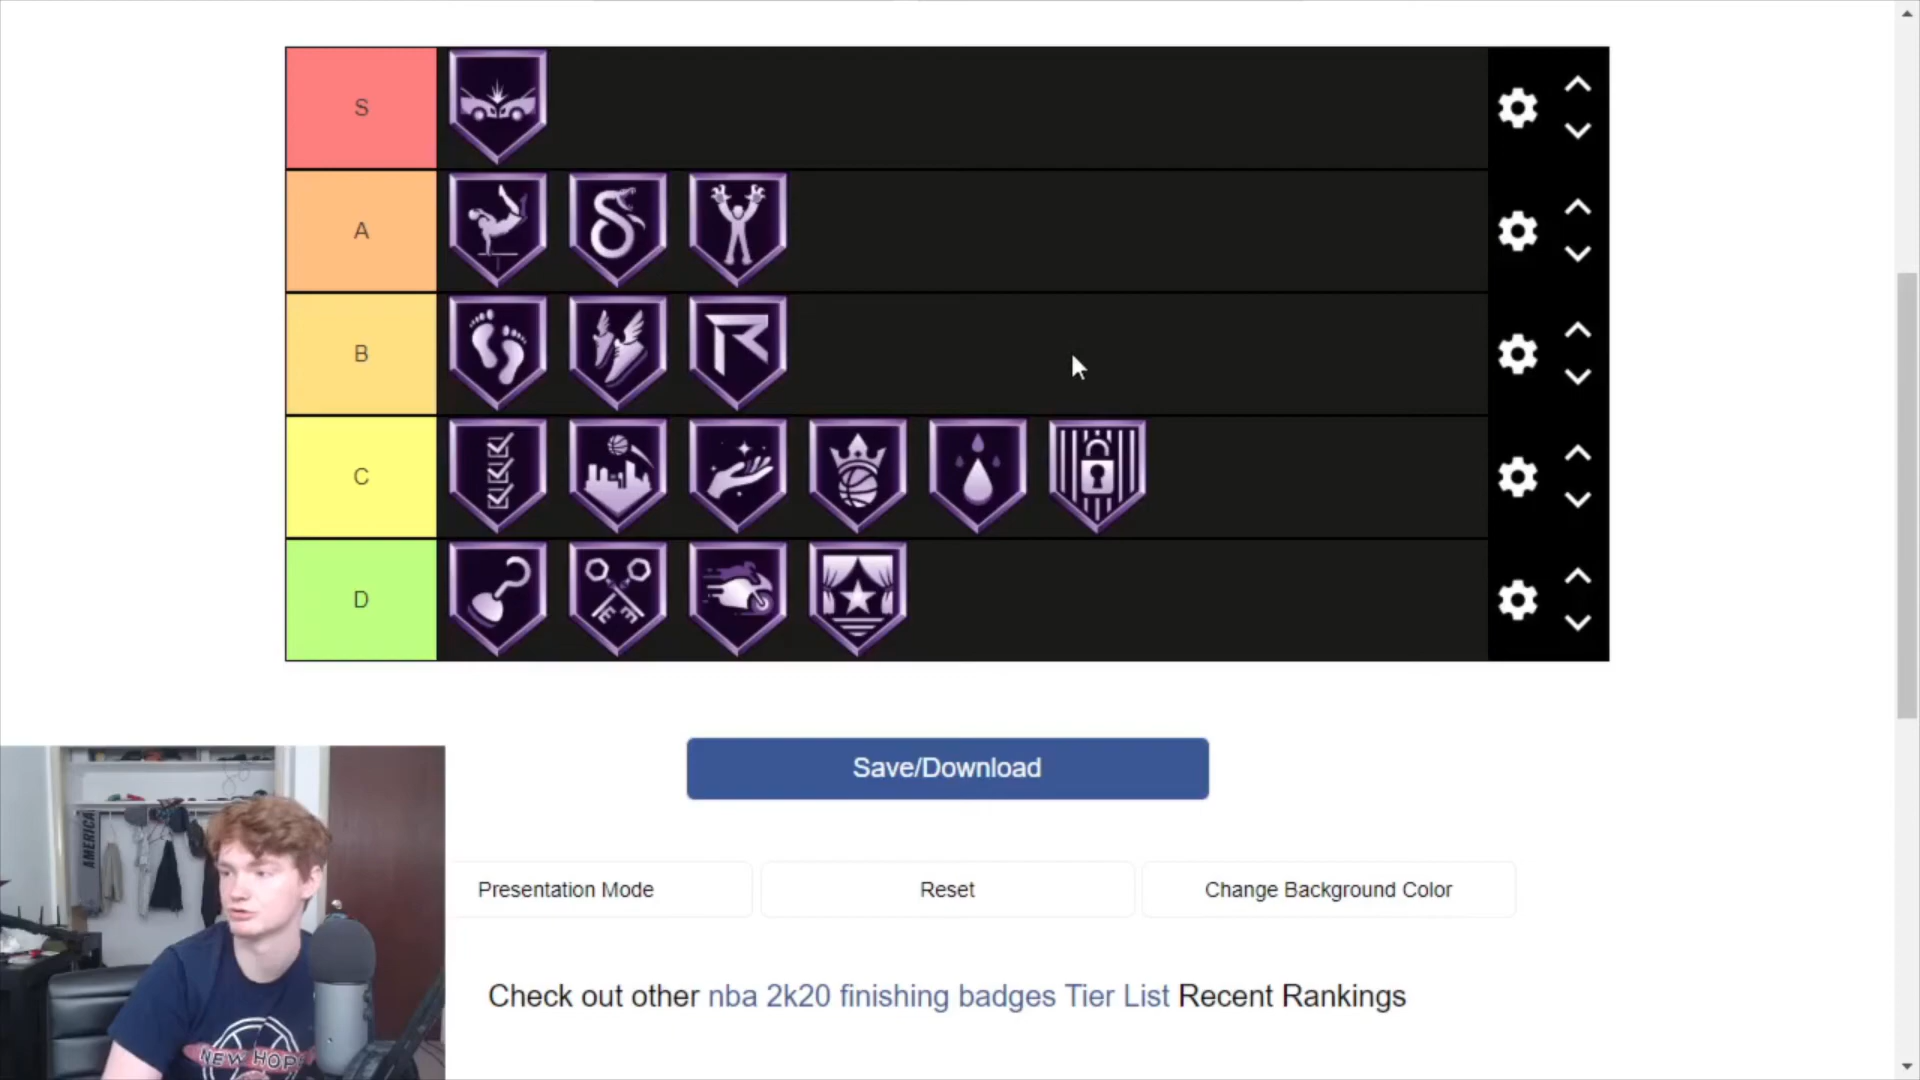 S
A
B
C
D
Save/Download
Presentation Mode
Reset
Change Background Color
Check out other nba 2k20 finishing badges Tier List Recent Rankings
AMERICA
NEW HOP